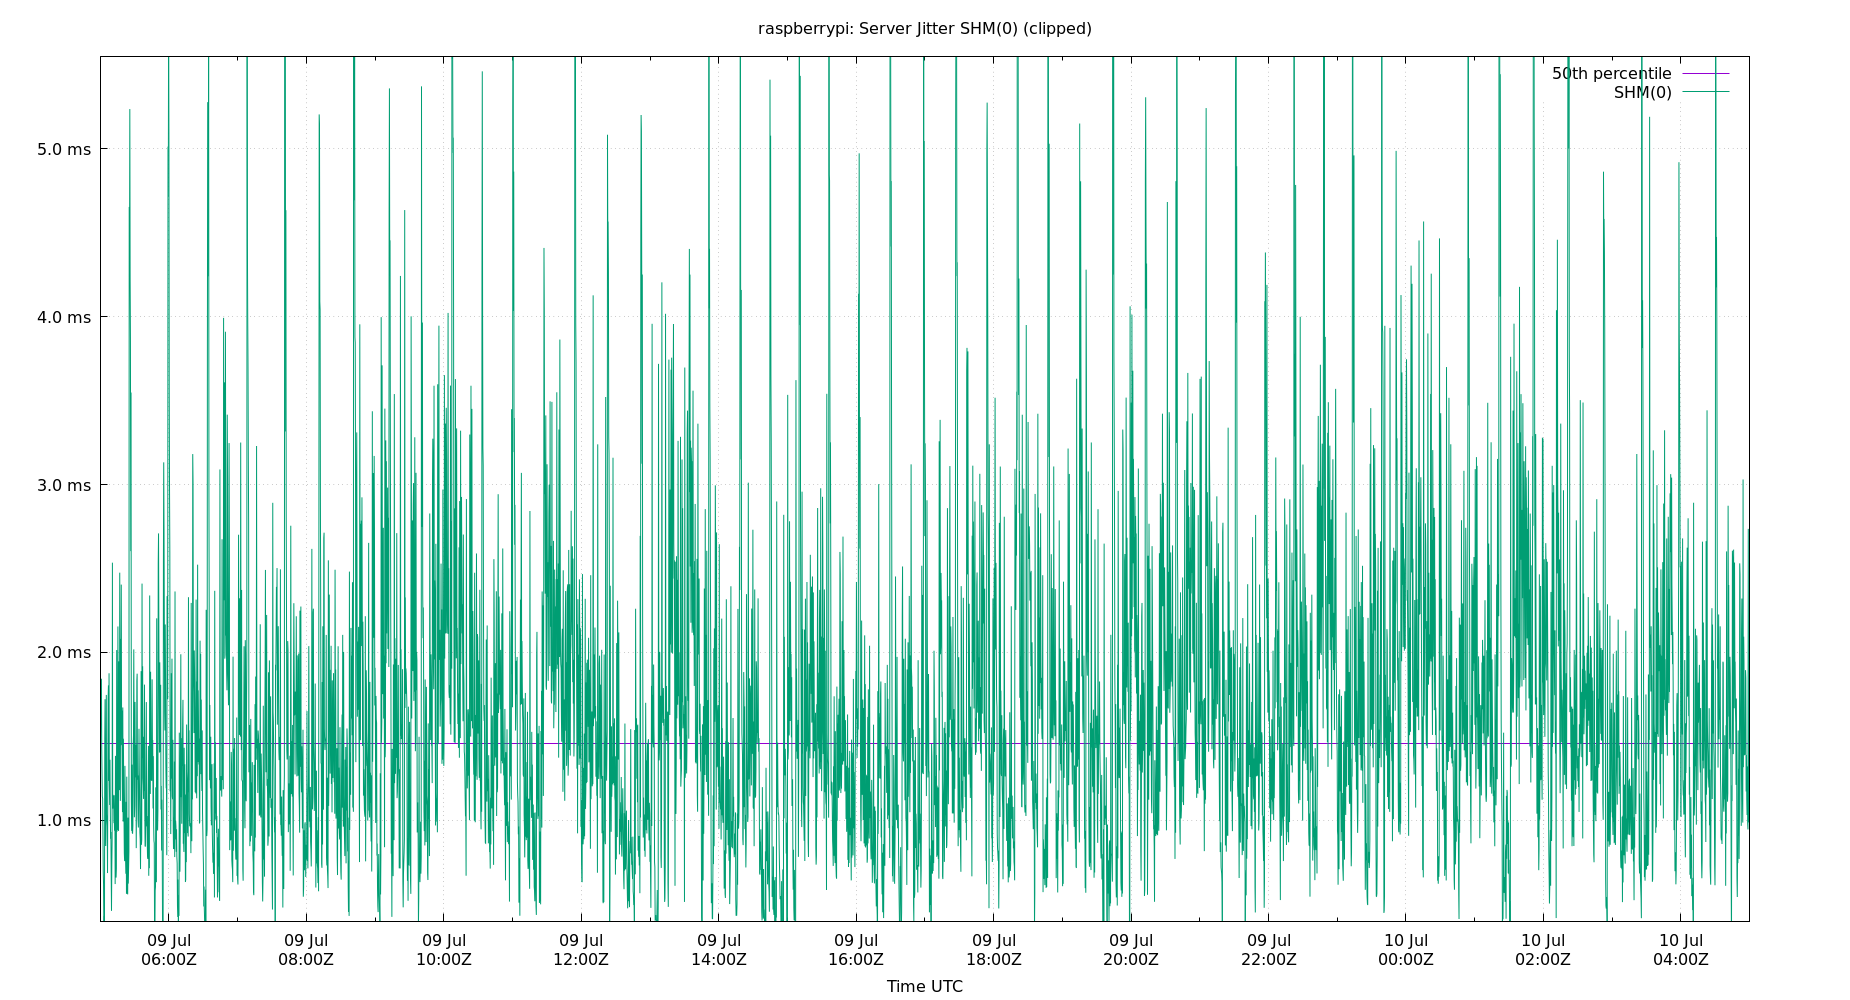 raspberrypi: Server Jitter SHM(0) (clipped)
50th percentile
SHM(0)
5.0 ms
4.0 ms
3.0 ms
2.0 ms
1.0 ms
09 Jul 09 Jul 09 Jul 09 Jul 09 Jul 09 Jul 09 Jul 09 Jul 09 Jul 10 Jul 10 Jul 10 Jul
06:00Z 08:00Z 10:00Z 12:00Z 14:00Z 16:00Z 18:00Z 20:00Z 22:00Z 00:00Z 02:00Z 04:00Z
Time UTC